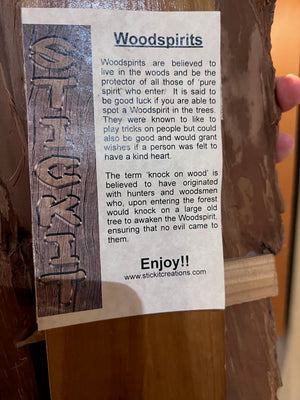 Woodspirits
Woodspirits are believed to
live in the woods and be the
protector of all those of 'pure
spirit' who enter. It is said to
be good luck if you are able to
spot a Woodspirit in the trees.
They were known to like to
play tricks on people but could
also be good and would grant
wishes if a person was felt to
have a kind heart.
The term 'knock on wood' is
believed to have originated
with hunters and woodsmen
who, upon entering the forest
would knock on a large old
tree to awaken the Woodspirit,
ensuring that no evil came to
them.
Enjoy!!
www.stickitcreations.com